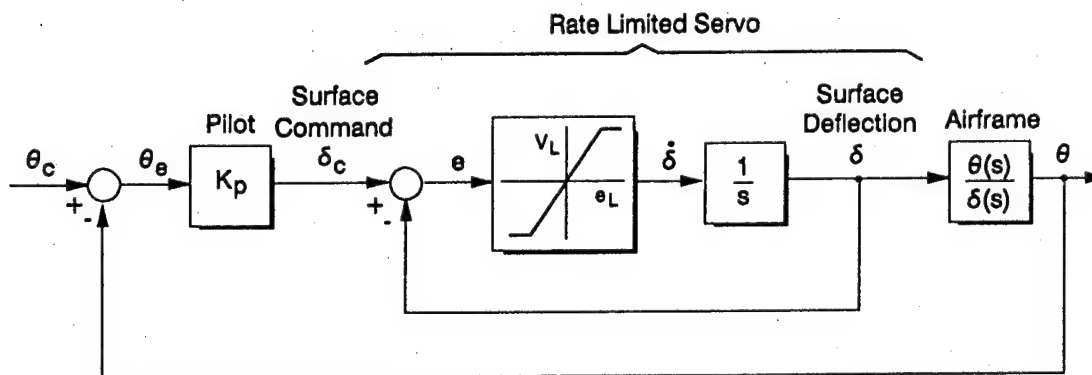 Rate Limited Servo
Surface
Command
Surface
Deflection
Pilot
Airframe
θc
θe
Kp
δc
e
VL
eL
δ̇
1
s
δ
θ(s)
δ(s)
θ
+
-
+
-